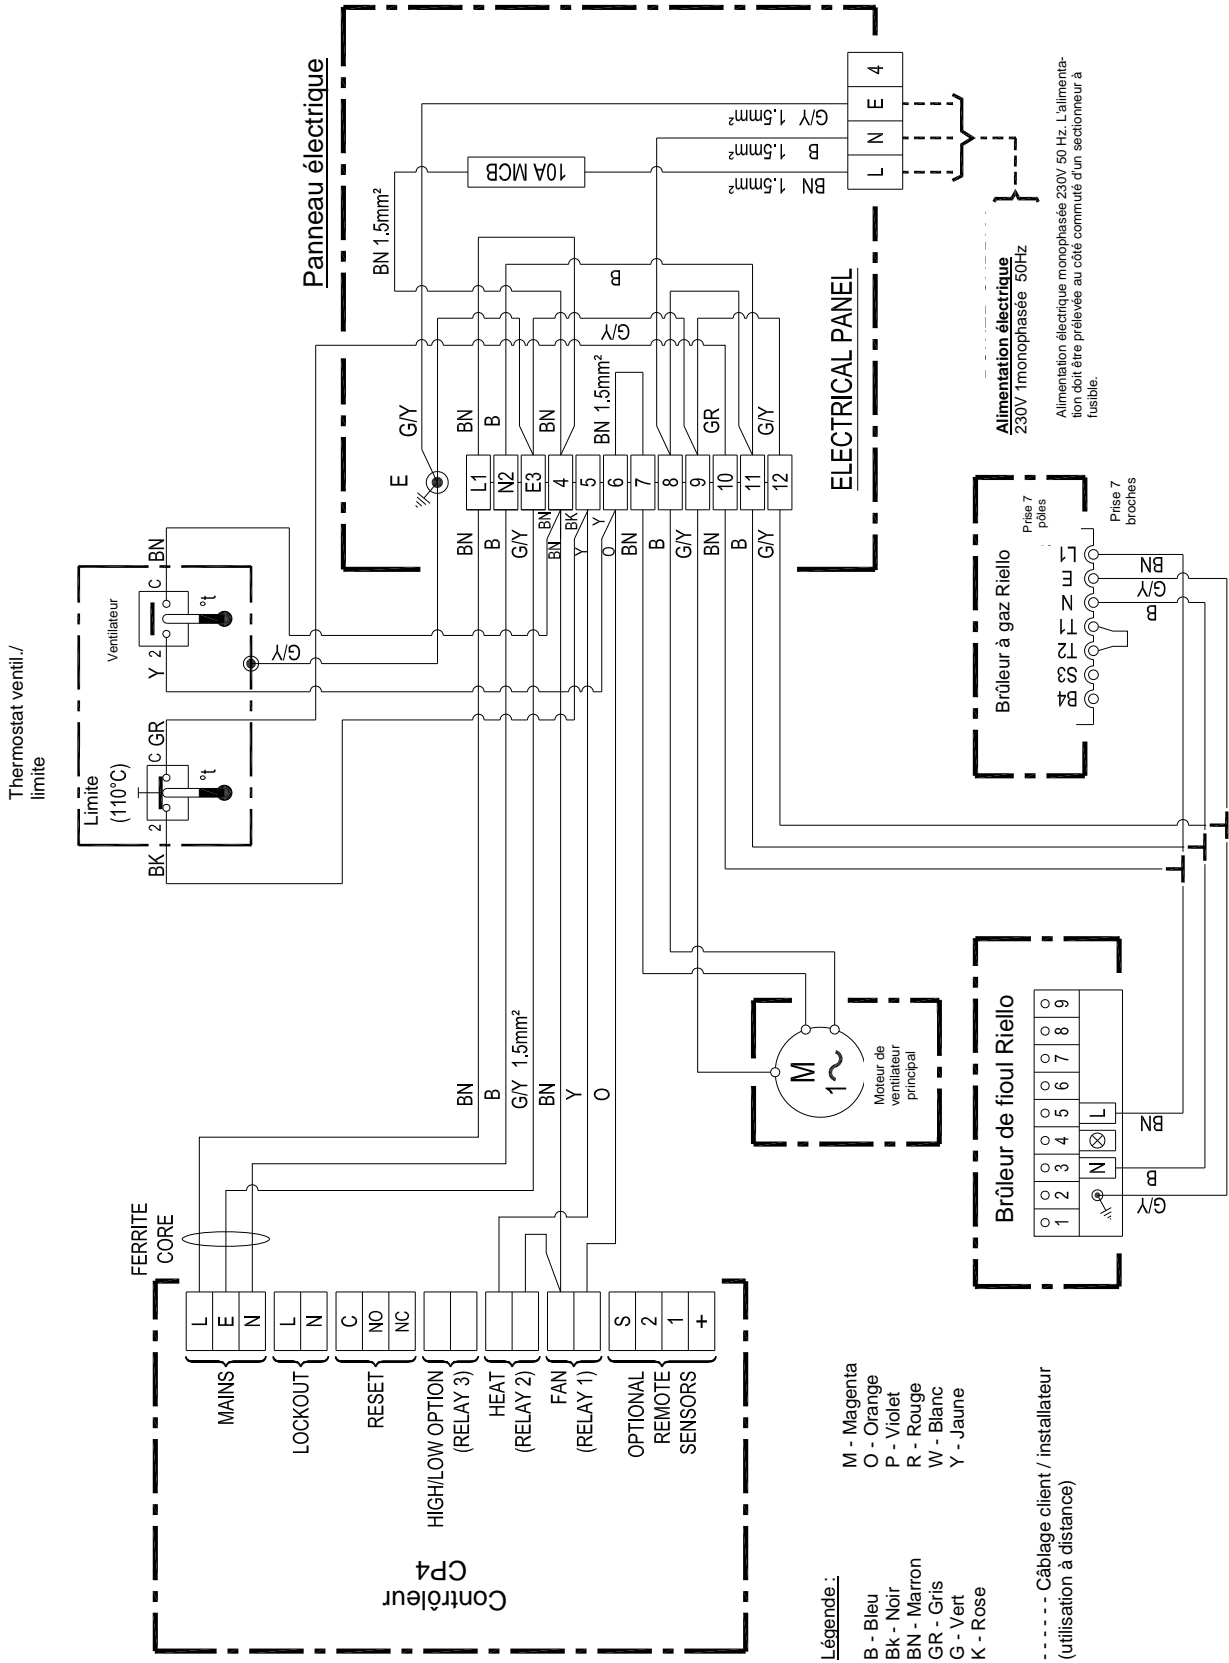 Thermostat ventil./
limite
Limite
(110°C)
BK
2
C
GR
°t
Ventilateur
Y
2
C
BN
°t
G/Y
Panneau électrique
E
G/Y
BN
B
BN
BN 1.5mm²
GR
G/Y
BN 1.5mm²
B
G/Y
10A MCB
BN 1.5mm²
B 1.5mm²
G/Y 1.5mm²
L
N
E
4
ELECTRICAL PANEL
L1
N2
E3
4
5
6
7
8
9
10
11
12
BN
B
G/Y
BN
BN
BK
Y
Y
O
BN
B
G/Y
BN
B
G/Y
Alimentation électrique
230V 1monophasée 50Hz
Alimentation électrique monophasée 230V 50 Hz. L'alimenta-
tion doit être prélevée au côté commuté d'un sectionneur à
fusible.
Brûleur à gaz Riello
Prise 7
pôles
Prise 7
broches
B4
S3
T2
T1
N
E
L1
B
G/Y
BN
FERRITE
CORE
BN
B
G/Y 1.5mm²
BN
Y
O
M
1~
Moteur de
ventilateur
principal
Brûleur de fioul Riello
1
2
3
4
5
6
7
8
9
N
L
G/Y
B
BN
Contrôleur
CP4
MAINS
L
E
N
LOCKOUT
L
N
RESET
C
NO
NC
HIGH/LOW OPTION
(RELAY 3)
HEAT
(RELAY 2)
FAN
(RELAY 1)
OPTIONAL
REMOTE
SENSORS
S
2
1
+
Légende :
B - Bleu
Bk - Noir
BN - Marron
GR - Gris
G - Vert
K - Rose
M - Magenta
O - Orange
P - Violet
R - Rouge
W - Blanc
Y - Jaune
- - - - - - Câblage client / installateur
(utilisation à distance)